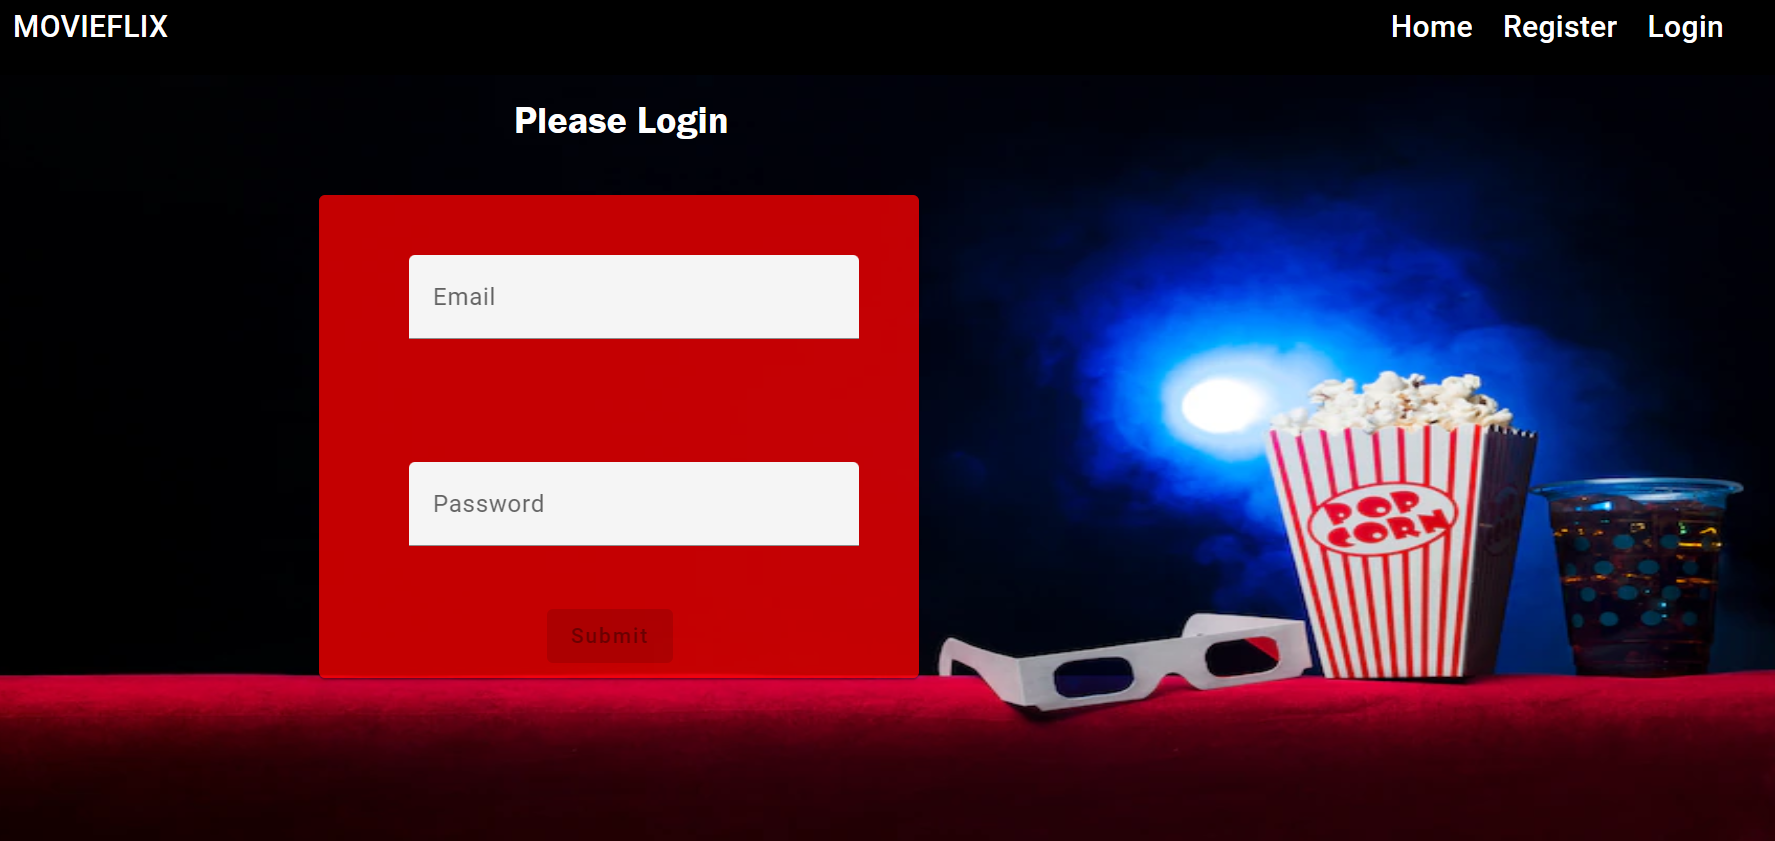 MOVIEFLIX
Home Register Login
Please Login
Email
Password
Submit
POP
CORN